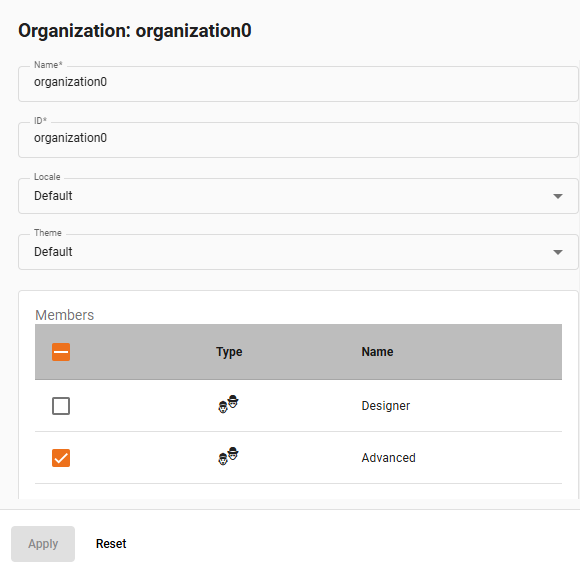 Organization: organization0
Name*
organization0
ID*
organization0
Locale
Default
Theme
Default
Members
Type Name
Designer
Advanced
Apply Reset